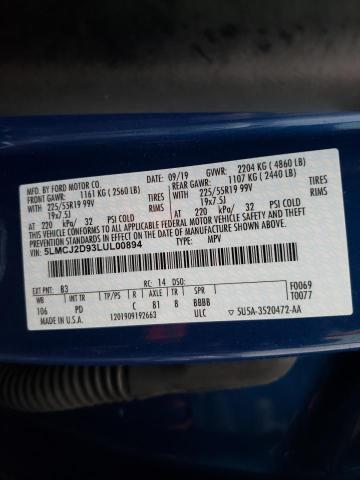 MFD. BY FORD MOTOR CO.
DATE: 09/19 GVWR: 2204 KG ( 4860 LB)
FRONT GAWR: 1161 KG ( 2560 LB) REAR GAWR: 1107 KG ( 2440 LB)
WITH 225/55R19 99V TIRES WITH 225/55R19 99V TIRES
19x7.5J RIMS 19x7.5J RIMS
AT 220 kPa/ 32 PSI COLD AT 220 kPa/ 32 PSI COLD
THIS VEHICLE CONFORMS TO ALL APPLICABLE FEDERAL MOTOR VEHICLE SAFETY AND THEFT PREVENTION STANDARDS IN EFFECT ON THE DATE OF MANUFACTURE SHOWN ABOVE.
VIN: 5LMCJ2D93LUL00894 TYPE: MPV
EXT PNT: B3 RC: 14 DSO:
WB INT TR TP/PS R AXLE TR SPR
106 PD C B1 B BBBB
F0069
T0077
MADE IN U.S.A. 1201909192663 ULC ▽ 5U5A-3520472-AA